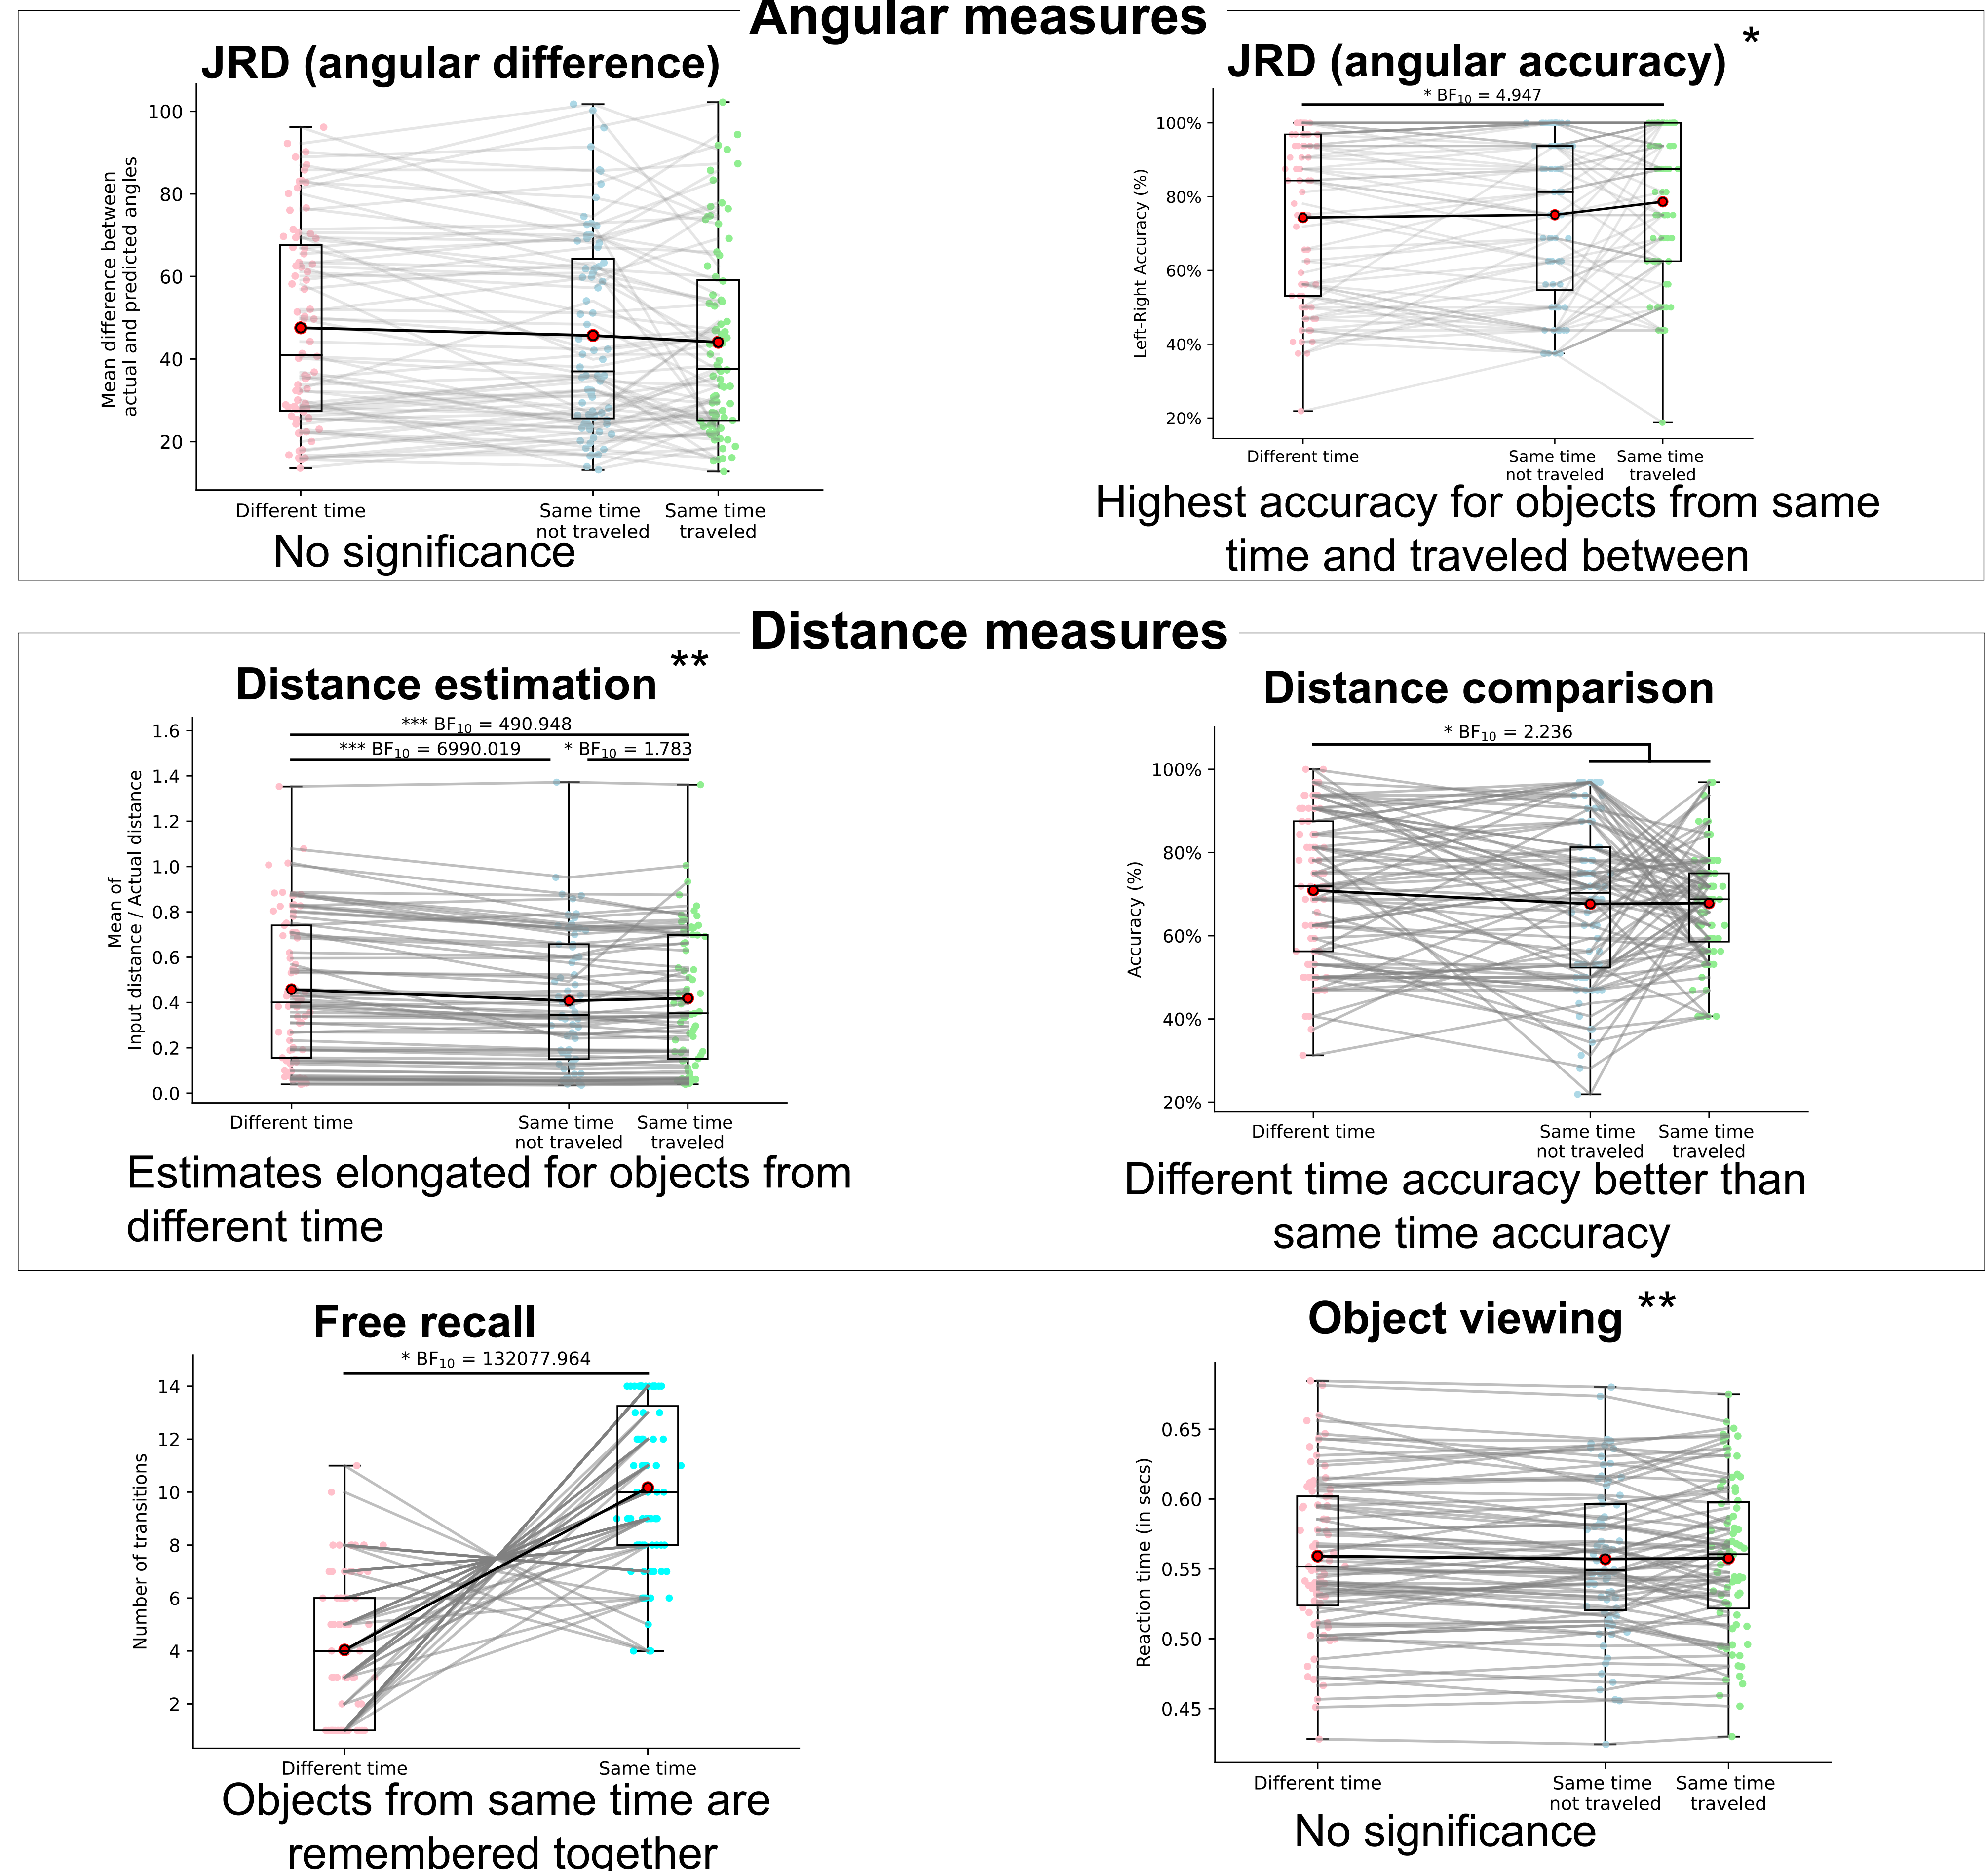 Angular measures
JRD (angular difference)
100
80
60
40
20
Mean difference between
actual and predicted angles
Different time
Same time
not traveled
Same time
traveled
No significance
JRD (angular accuracy) *
* BF₁₀ = 4.947
100%
80%
60%
40%
20%
Left-Right Accuracy (%)
Different time
Same time
not traveled
Same time
traveled
Highest accuracy for objects from same
time and traveled between
Distance measures
Distance estimation **
*** BF₁₀ = 490.948
*** BF₁₀ = 6990.019
* BF₁₀ = 1.783
1.6
1.4
1.2
1.0
0.8
0.6
0.4
0.2
0.0
Mean of
Input distance / Actual distance
Different time
Same time
not traveled
Same time
traveled
Estimates elongated for objects from
different time
Distance comparison
* BF₁₀ = 2.236
100%
80%
60%
40%
20%
Accuracy (%)
Different time
Same time
not traveled
Same time
traveled
Different time accuracy better than
same time accuracy
Free recall
* BF₁₀ = 132077.964
14
12
10
8
6
4
2
Number of transitions
Different time
Same time
Objects from same time are
remembered together
Object viewing **
0.65
0.60
0.55
0.50
0.45
Reaction time (in secs)
Different time
Same time
not traveled
Same time
traveled
No significance